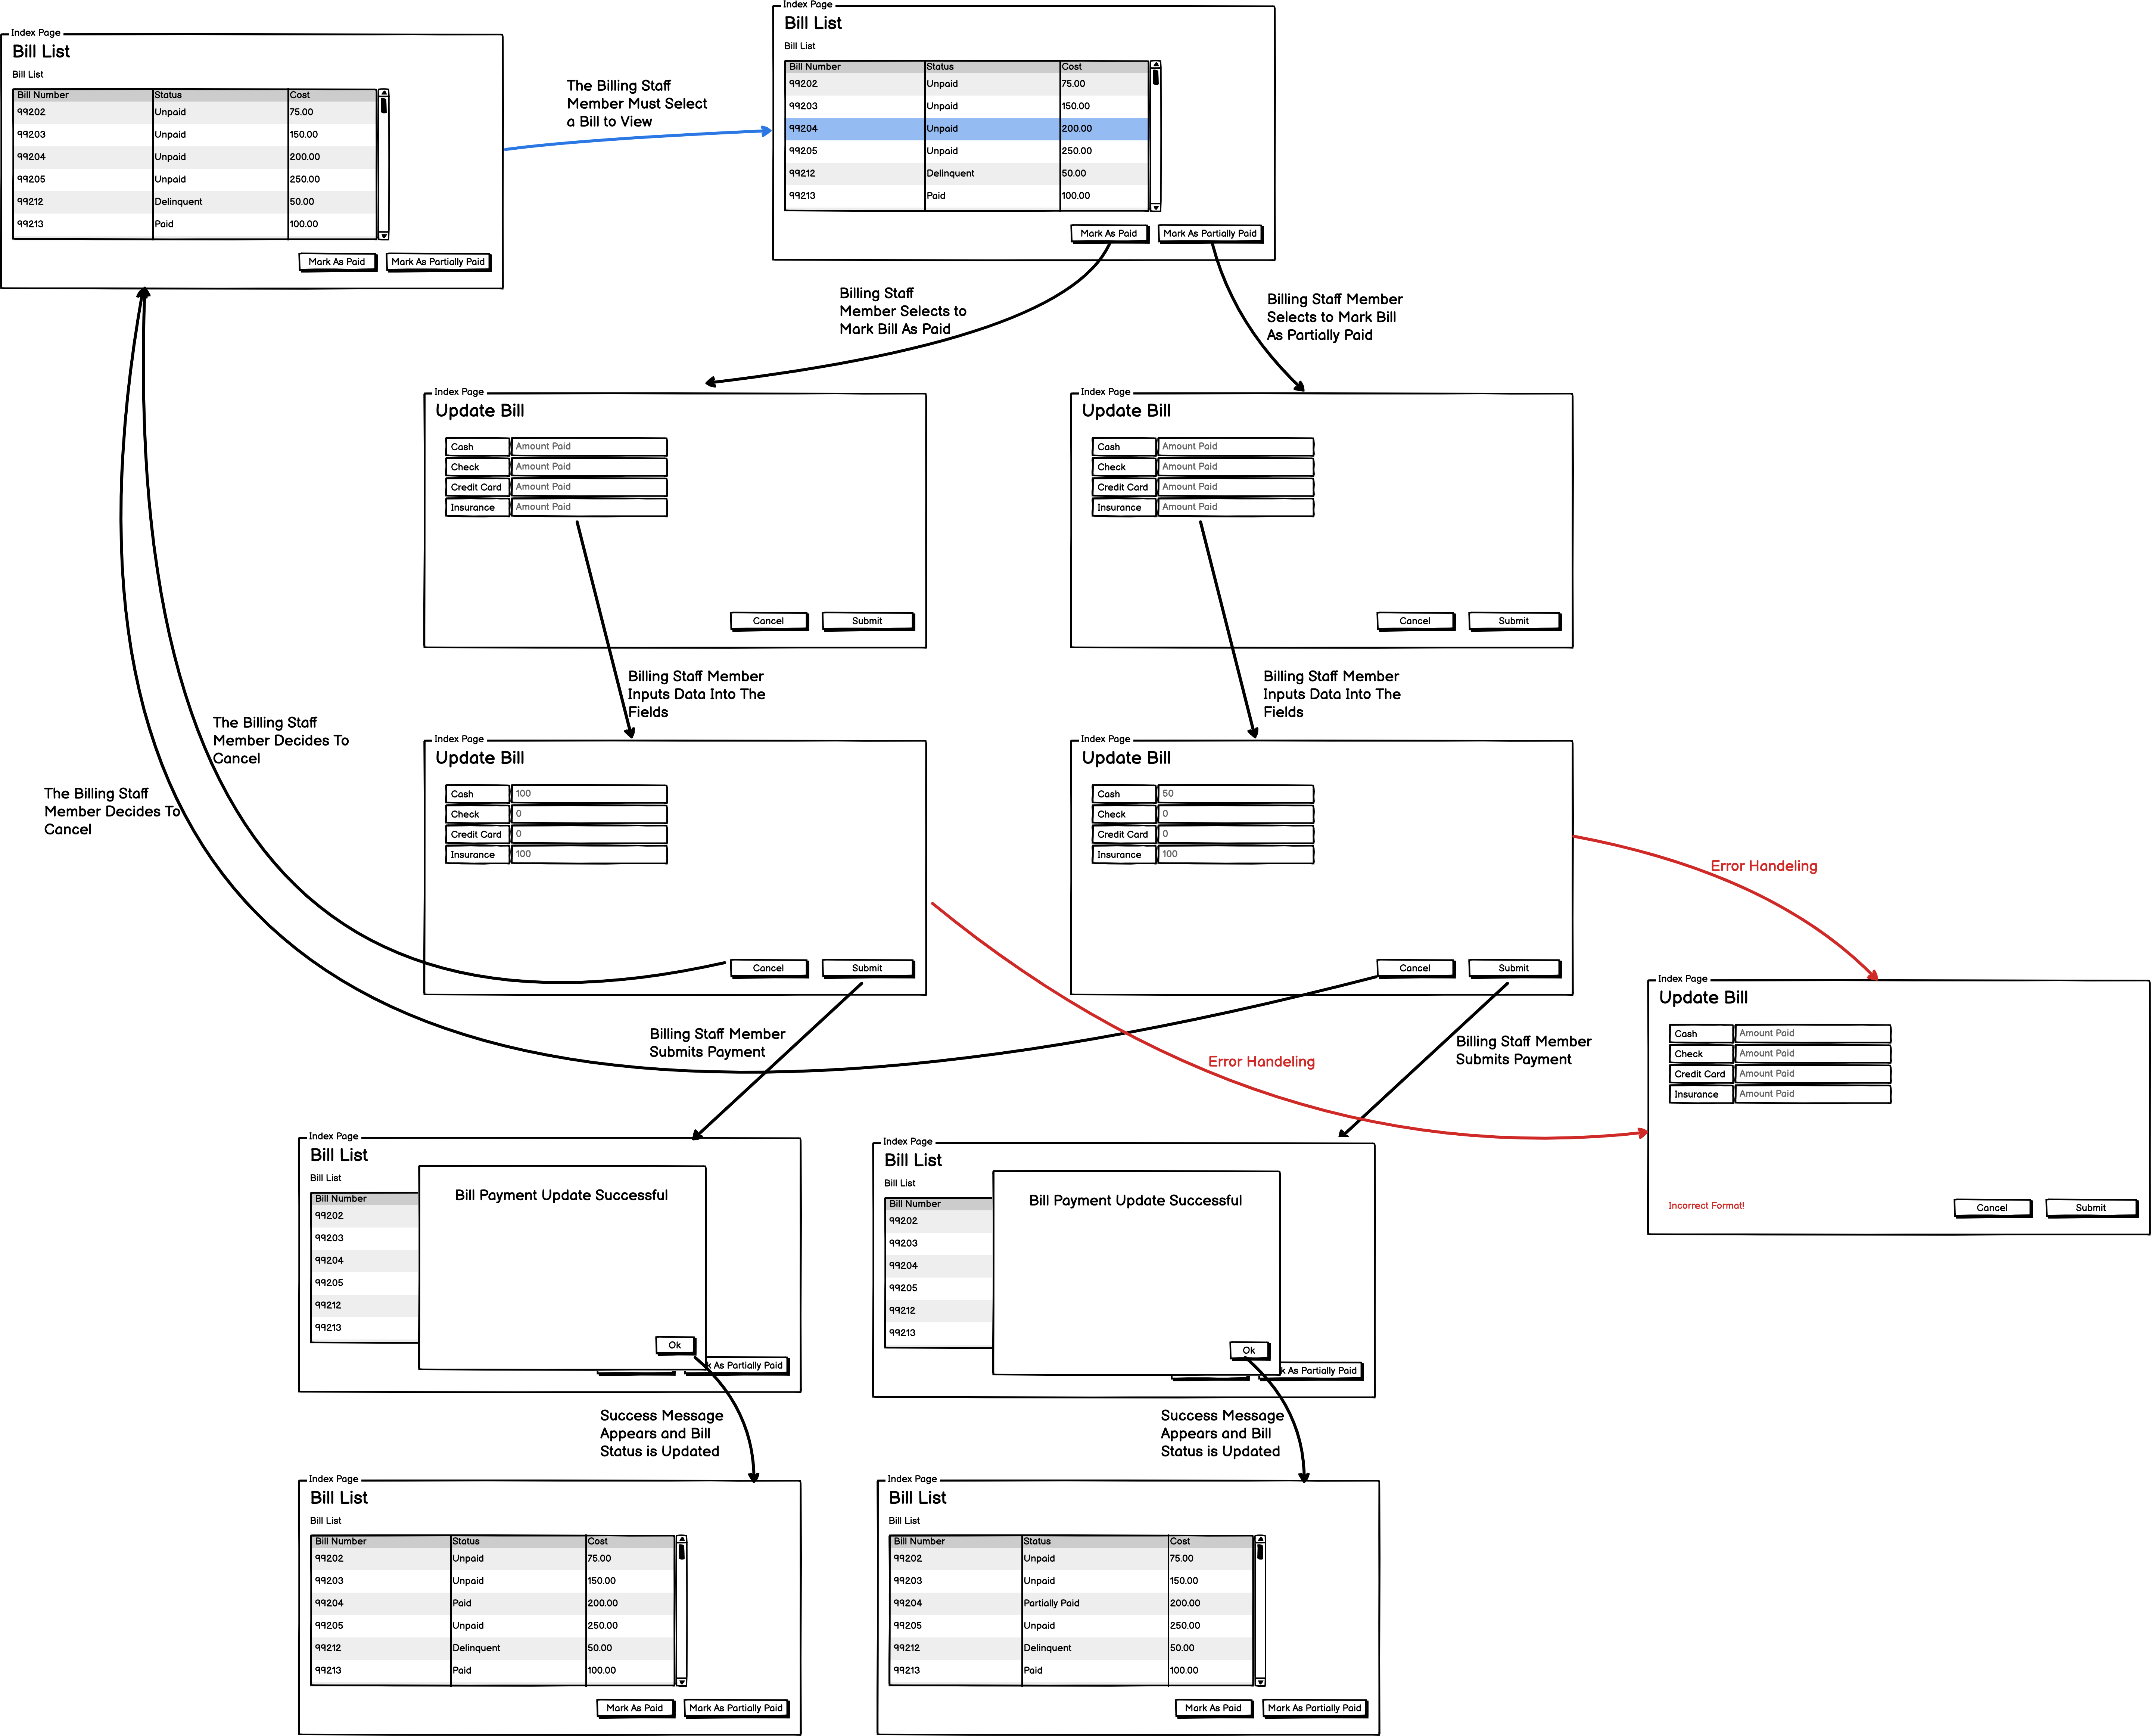 Index Page
Bill List
Bill List
Bill Number Status Cost
99202 Unpaid 75.00
99203 Unpaid 150.00
99204 Unpaid 200.00
99205 Unpaid 250.00
99212 Delinquent 50.00
99213 Paid 100.00
Mark As Paid Mark As Partially Paid
The Billing Staff
Member Must Select
a Bill to View
Index Page
Bill List
Bill List
Bill Number Status Cost
99202 Unpaid 75.00
99203 Unpaid 150.00
99204 Unpaid 200.00
99205 Unpaid 250.00
99212 Delinquent 50.00
99213 Paid 100.00
Mark As Paid Mark As Partially Paid
Billing Staff
Member Selects to
Mark Bill As Paid
Billing Staff Member
Selects to Mark Bill
As Partially Paid
Index Page
Update Bill
Cash Amount Paid
Check Amount Paid
Credit Card Amount Paid
Insurance Amount Paid
Cancel Submit
Index Page
Update Bill
Cash Amount Paid
Check Amount Paid
Credit Card Amount Paid
Insurance Amount Paid
Cancel Submit
Billing Staff Member
Inputs Data Into The
Fields
Billing Staff Member
Inputs Data Into The
Fields
The Billing Staff
Member Decides To
Cancel
The Billing Staff
Member Decides To
Cancel
Index Page
Update Bill
Cash 100
Check 0
Credit Card 0
Insurance 100
Cancel Submit
Index Page
Update Bill
Cash 50
Check 0
Credit Card 0
Insurance 100
Cancel Submit
Error Handeling
Error Handeling
Billing Staff Member
Submits Payment
Billing Staff Member
Submits Payment
Index Page
Update Bill
Cash Amount Paid
Check Amount Paid
Credit Card Amount Paid
Insurance Amount Paid
Incorrect Format!
Cancel Submit
Index Page
Bill List
Bill List
Bill Number
99202
99203
99204
99205
99212
99213
Bill Payment Update Successful
Ok
k As Partially Paid
Index Page
Bill List
Bill List
Bill Number
99202
99203
99204
99205
99212
99213
Bill Payment Update Successful
Ok
k As Partially Paid
Success Message
Appears and Bill
Status is Updated
Success Message
Appears and Bill
Status is Updated
Index Page
Bill List
Bill List
Bill Number Status Cost
99202 Unpaid 75.00
99203 Unpaid 150.00
99204 Paid 200.00
99205 Unpaid 250.00
99212 Delinquent 50.00
99213 Paid 100.00
Mark As Paid Mark As Partially Paid
Index Page
Bill List
Bill List
Bill Number Status Cost
99202 Unpaid 75.00
99203 Unpaid 150.00
99204 Partially Paid 200.00
99205 Unpaid 250.00
99212 Delinquent 50.00
99213 Paid 100.00
Mark As Paid Mark As Partially Paid